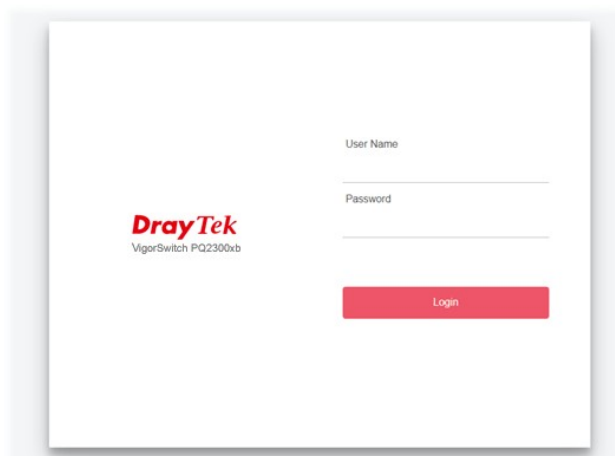 User Name
Password
DrayTek
VigorSwitch PQ2300xb
Login